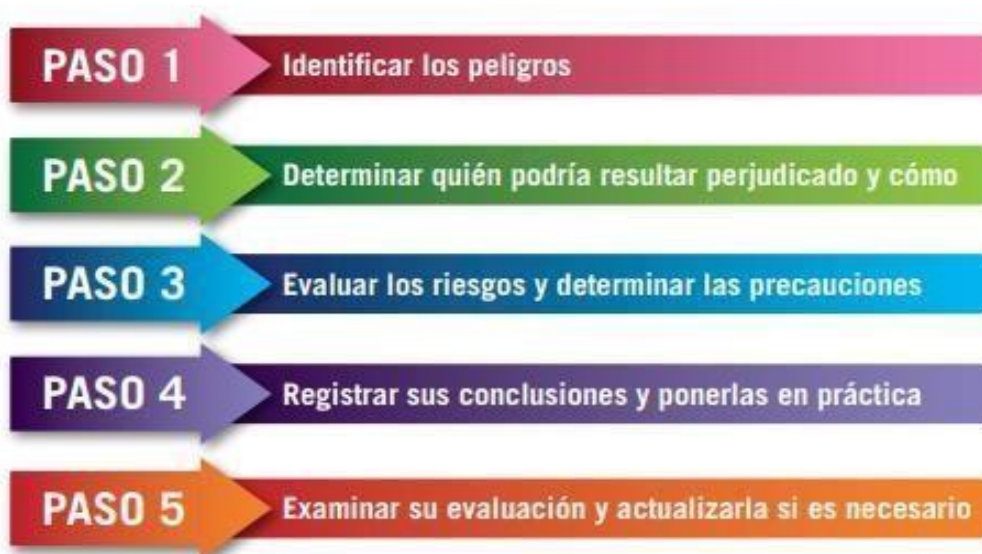 PASO 1 Identificar los peligros
PASO 2 Determinar quién podría resultar perjudicado y cómo
PASO 3 Evaluar los riesgos y determinar las precauciones
PASO 4 Registrar sus conclusiones y ponerlas en práctica
PASO 5 Examinar su evaluación y actualizarla si es necesario